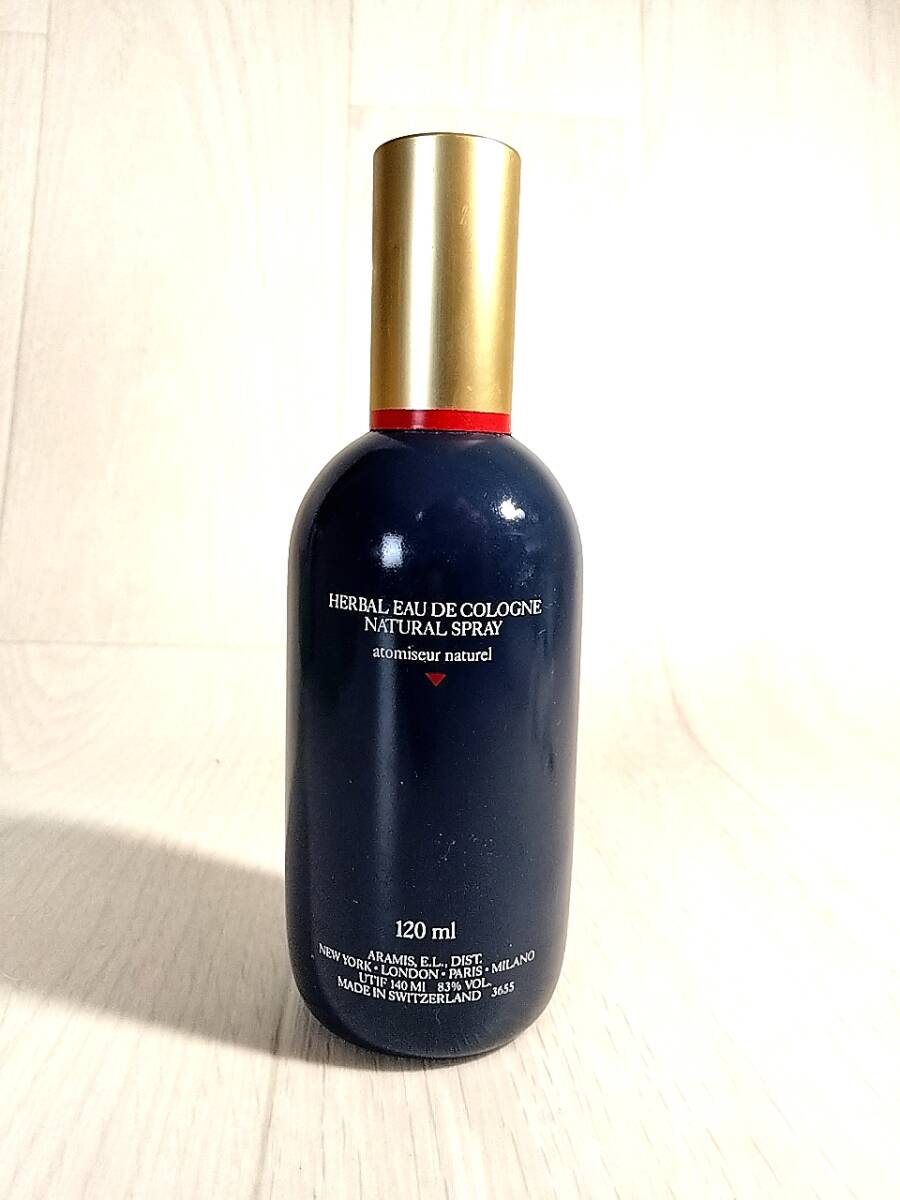 HERBAL EAU DE COLOGNE
NATURAL SPRAY
atomiseur naturel
120 ml
ARAMIS, E.L., DIST.
NEW YORK · LONDON · PARIS · MILANO
UTIF 140 Ml 83% VOL.
MADE IN SWITZERLAND 3655